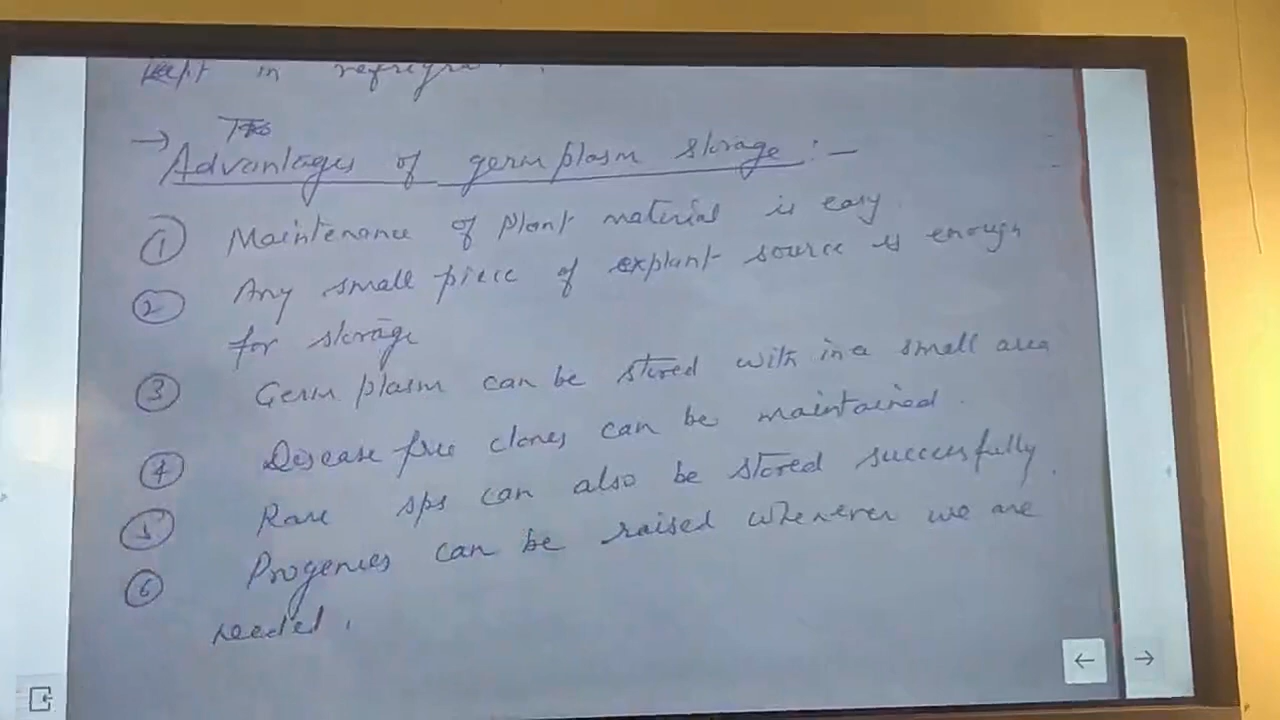 kept in
→ Advantages of germplasm storage : -
① Maintenance of plant material is easy.
② Any small piece of explant source is enough
for storage
③ Germ plasm can be stored with in a small area
④ Disease free clones can be maintained.
⑤ Rare sps can also be stored successfully.
⑥ Progenies can be raised whenever we are
needed.